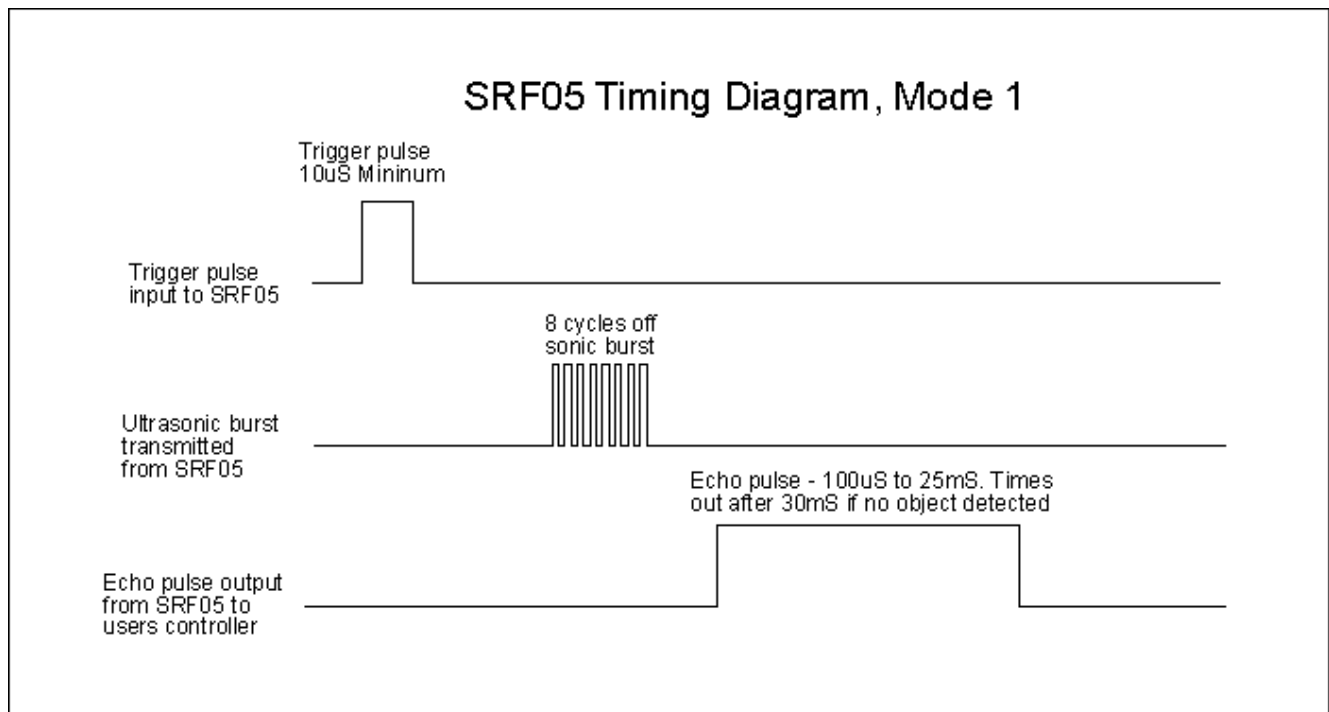 SRF05 Timing Diagram, Mode 1
Trigger pulse
10uS Mininum
Trigger pulse
input to SRF05
8 cycles off
sonic burst
Ultrasonic burst
transmitted
from SRF05
Echo pulse - 100uS to 25mS. Times
out after 30mS if no object detected
Echo pulse output
from SRF05 to
users controller